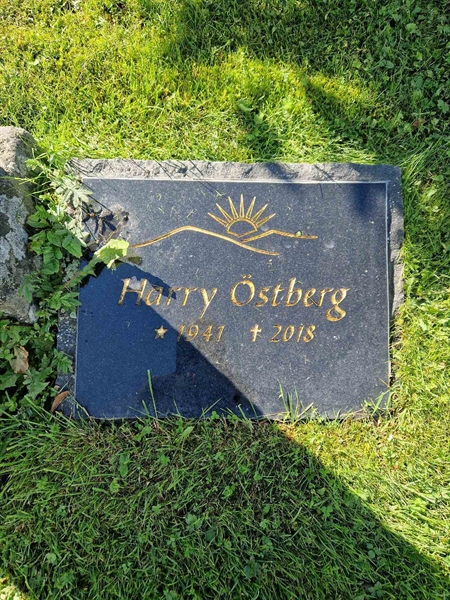 Harry Östberg
★ 1941 ✝ 2018